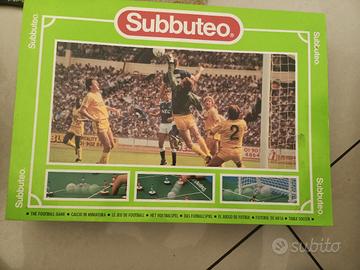 Subbuteo®
Subbuteo.
Subbuteo.
2
Subbuteo.
Subbuteo.
• THE FOOTBALL GAME • CALCIO IN MINIATURA • LE JEU DE FOOTBALL • HET VOETBALSPEL • DAS FUSSBALLSPIEL • EL JUEGO DE FUTBOL • FUTEBOL DE MESA • TABLE SOCCER •
subito